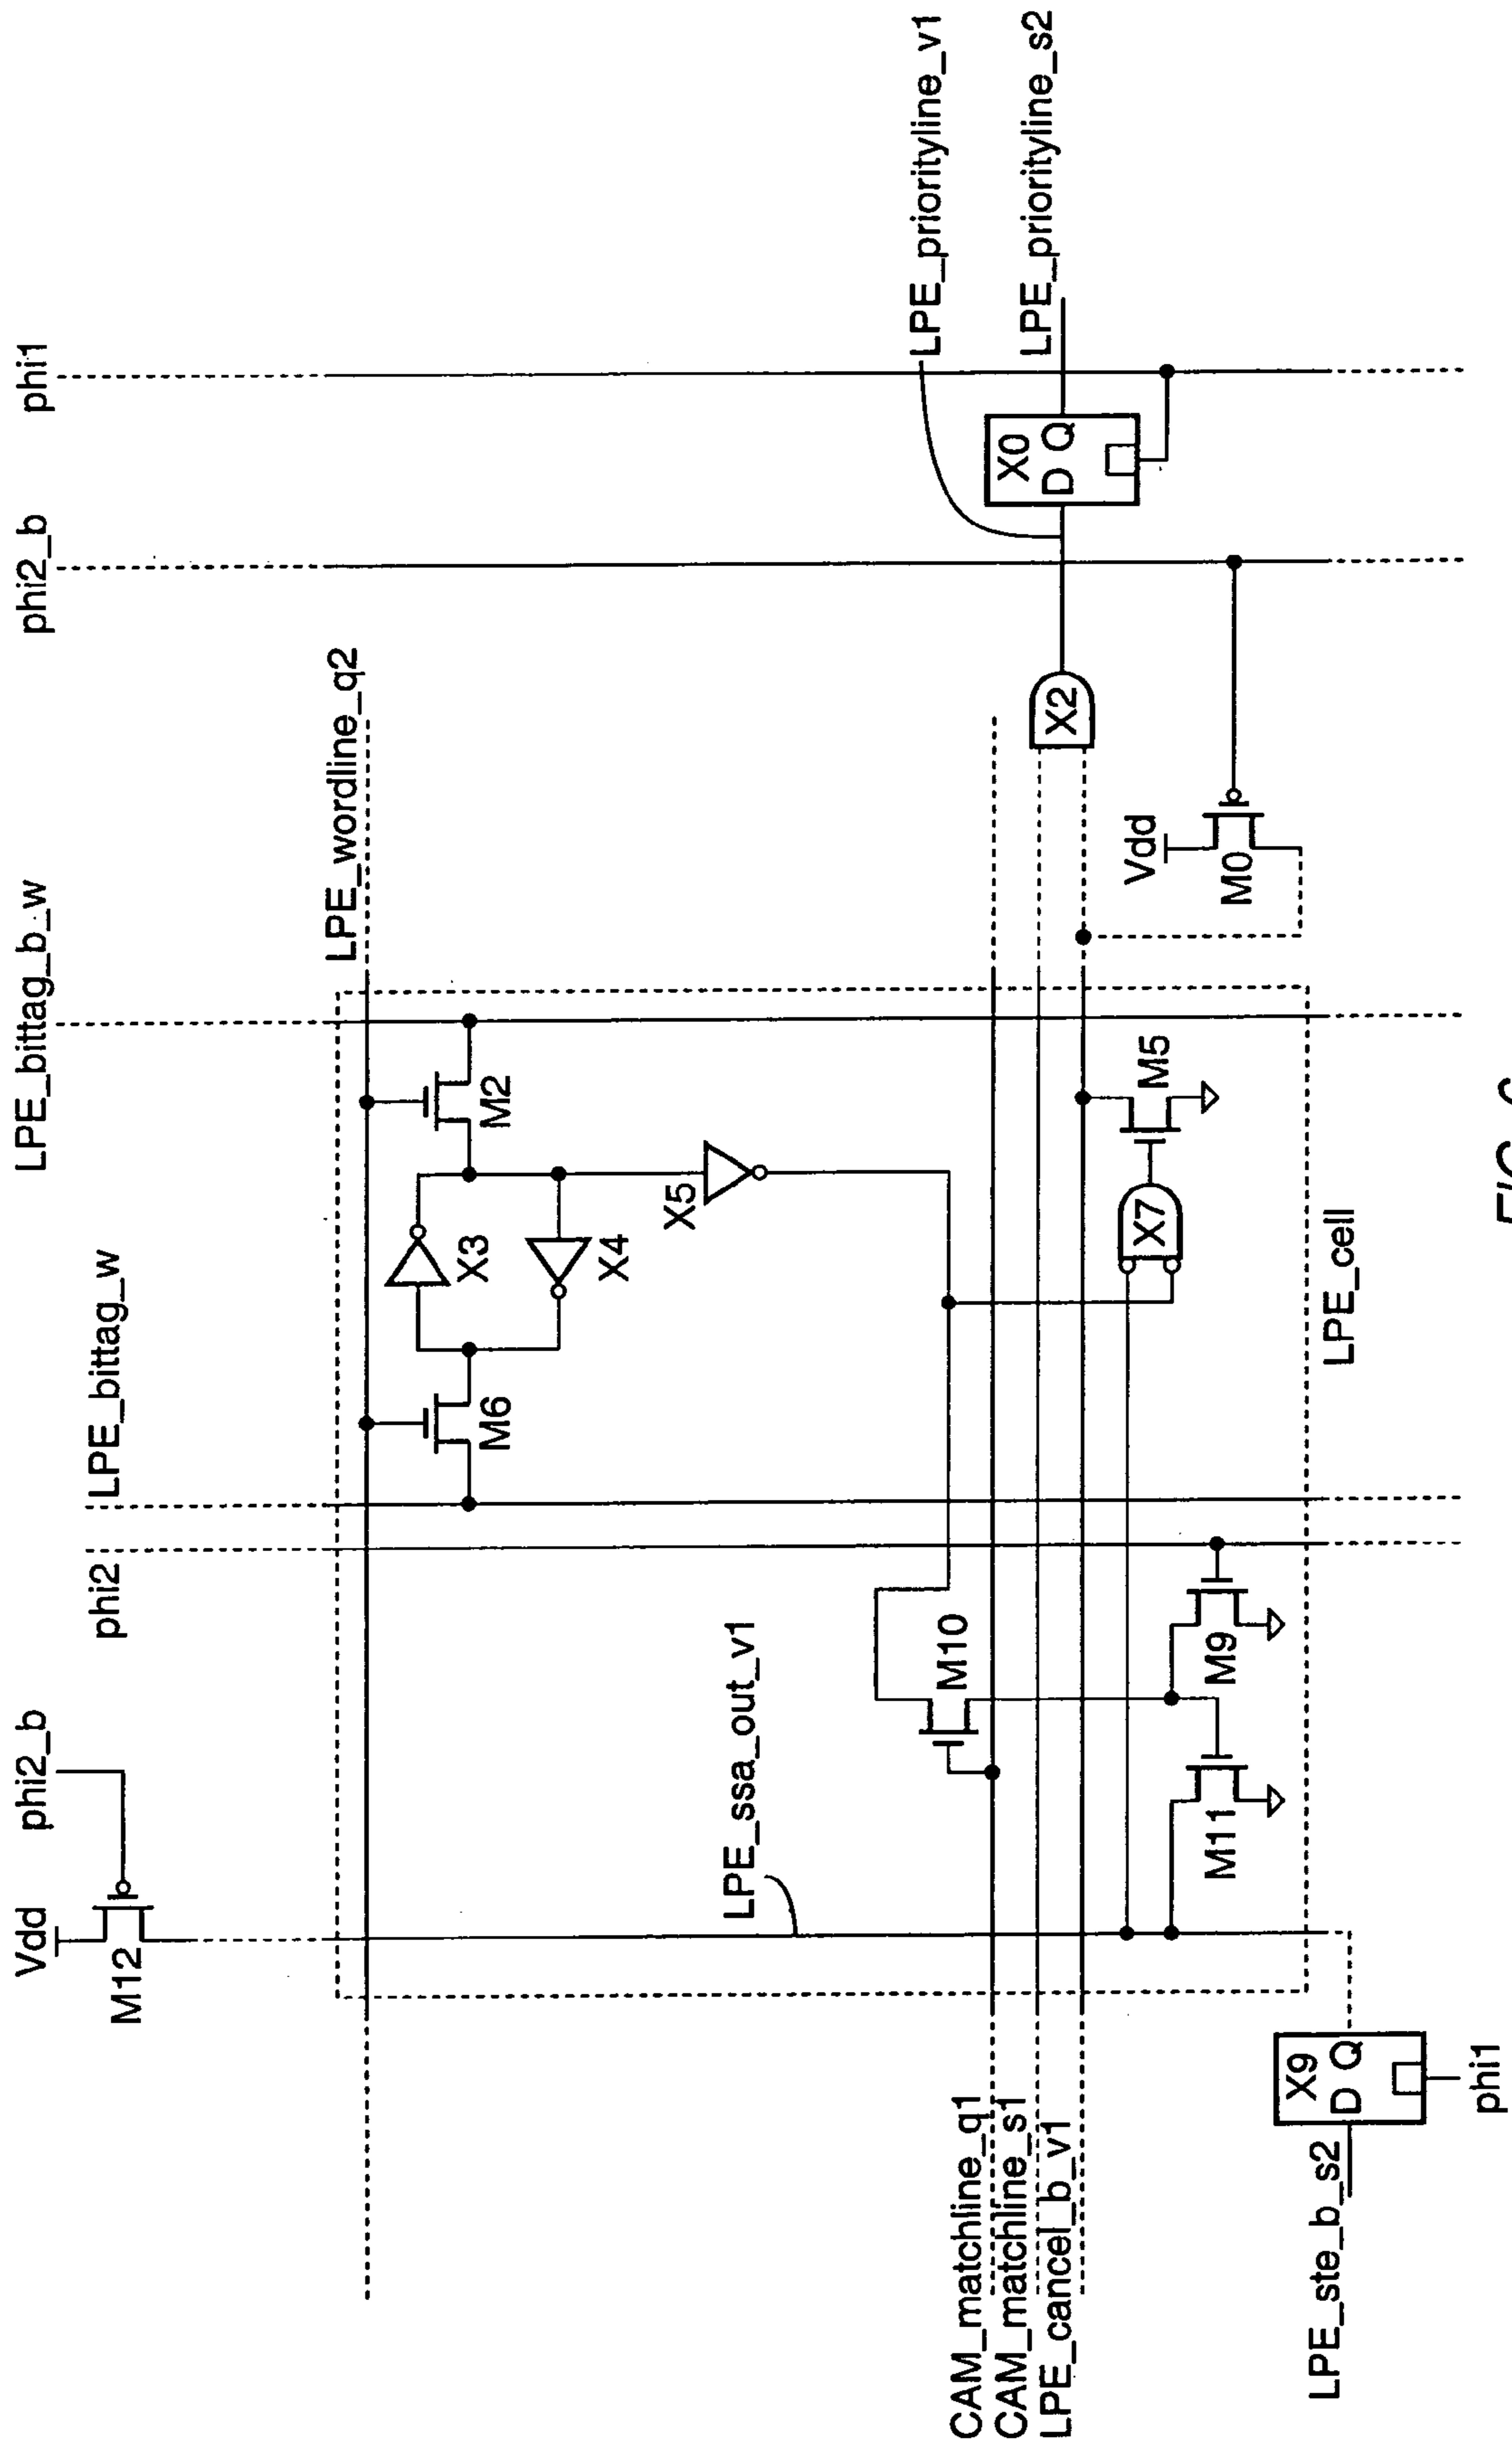 Vdd
phi2_b
phi2
LPE_bittag_w
LPE_bittag_b_w
phi2_b
phi1
M12
LPE_wordline_q2
M6
X3
X4
M2
X5
LPE_ssa_out_v1
M10
CAM_matchline_q1
CAM_matchline_s1
LPE_cancel_b_v1
X2
X0
D Q
LPE_priorityline_v1
LPE_priorityline_s2
M11
M9
X7
M5
Vdd
M0
LPE_cell
X9
D Q
LPE_ste_b_s2
phi1